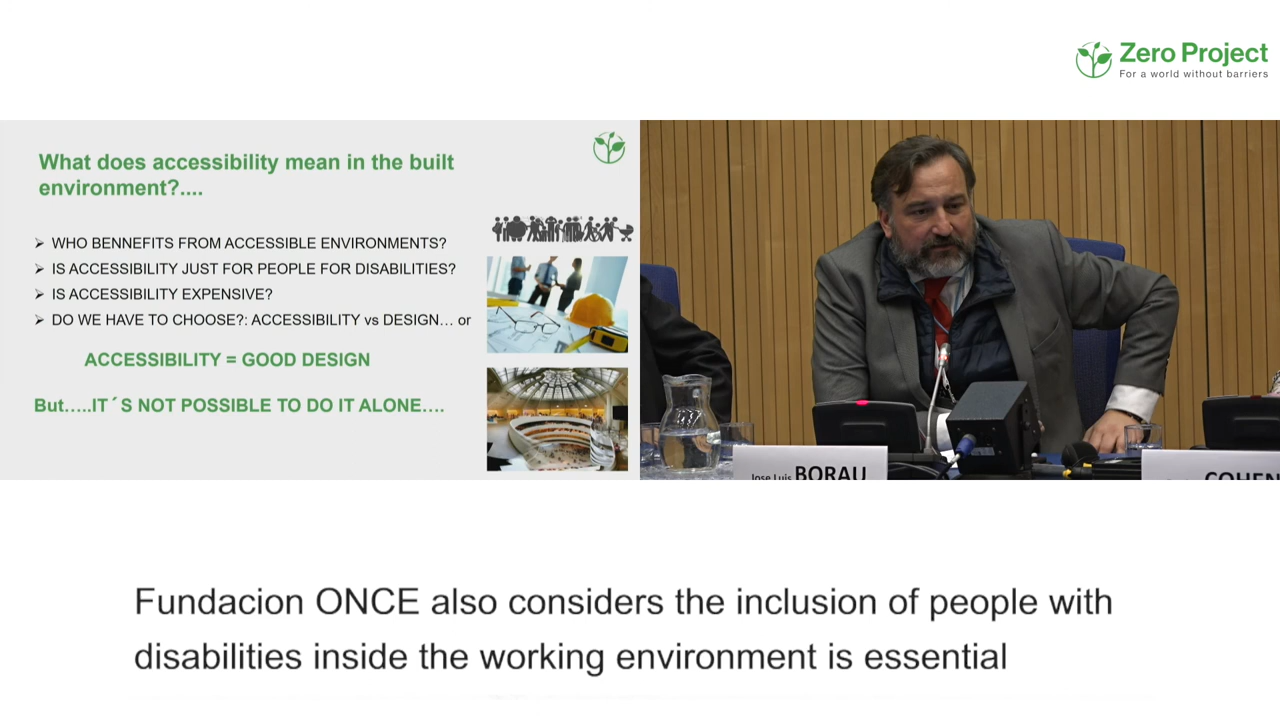 Zero Project
For a world without barriers
What does accessibility mean in the built
environment?....
➢ WHO BENNEFITS FROM ACCESSIBLE ENVIRONMENTS?
➢ IS ACCESSIBILITY JUST FOR PEOPLE FOR DISABILITIES?
➢ IS ACCESSIBILITY EXPENSIVE?
➢ DO WE HAVE TO CHOOSE?: ACCESSIBILITY vs DESIGN... or
ACCESSIBILITY = GOOD DESIGN
But.....IT´S NOT POSSIBLE TO DO IT ALONE....
Jose Luis BORAU
COHEN
Fundacion ONCE also considers the inclusion of people with
disabilities inside the working environment is essential